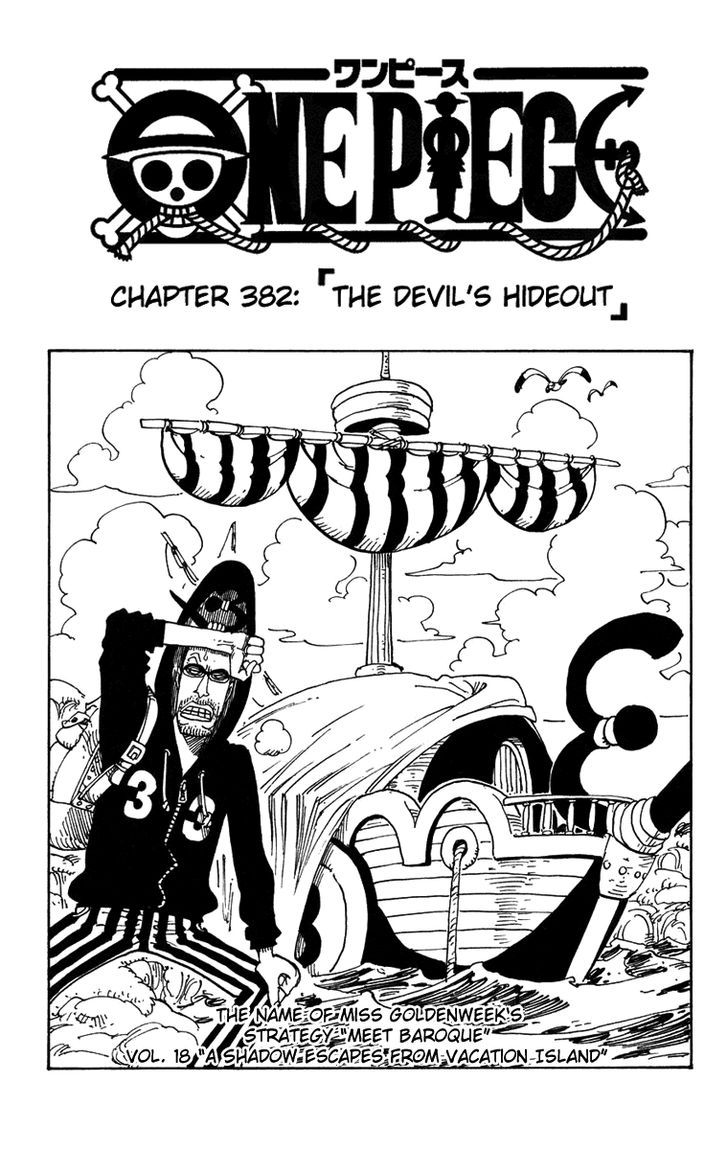 ワンピース
ONE PIECE
CHAPTER 382: 『THE DEVIL'S HIDEOUT』
3 3
THE NAME OF MISS GOLDENWEEK'S
STRATEGY "MEET BAROQUE"
VOL. 18 "A SHADOW ESCAPES FROM VACATION ISLAND"